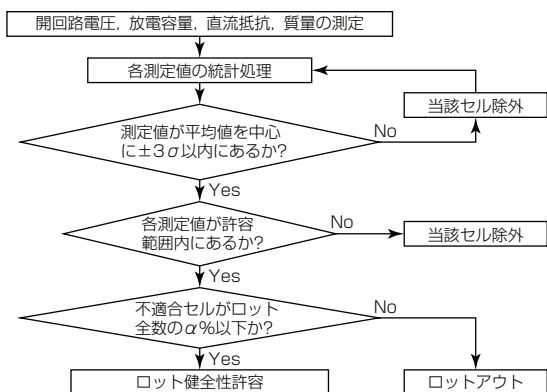 開回路電圧, 放電容量, 直流抵抗, 質量の測定
各測定値の統計処理
当該セル除外
測定値が平均値を中心
に±3σ以内にあるか?
No
Yes
各測定値が許容
範囲内にあるか?
No
当該セル除外
Yes
不適合セルがロット
全数のα%以下か?
No
Yes
ロット健全性許容
ロットアウト